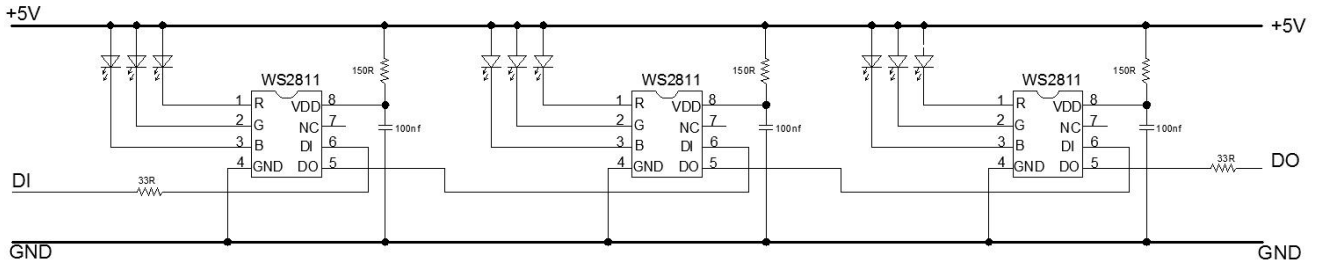 +5V
+5V
150R
150R
150R
WS2811
WS2811
WS2811
1 R VDD 8
2 G NC 7
3 B DI 6
4 GND DO 5
100nf
1 R VDD 8
2 G NC 7
3 B DI 6
4 GND DO 5
100nf
1 R VDD 8
2 G NC 7
3 B DI 6
4 GND DO 5
100nf
DI
33R
33R
DO
GND
GND